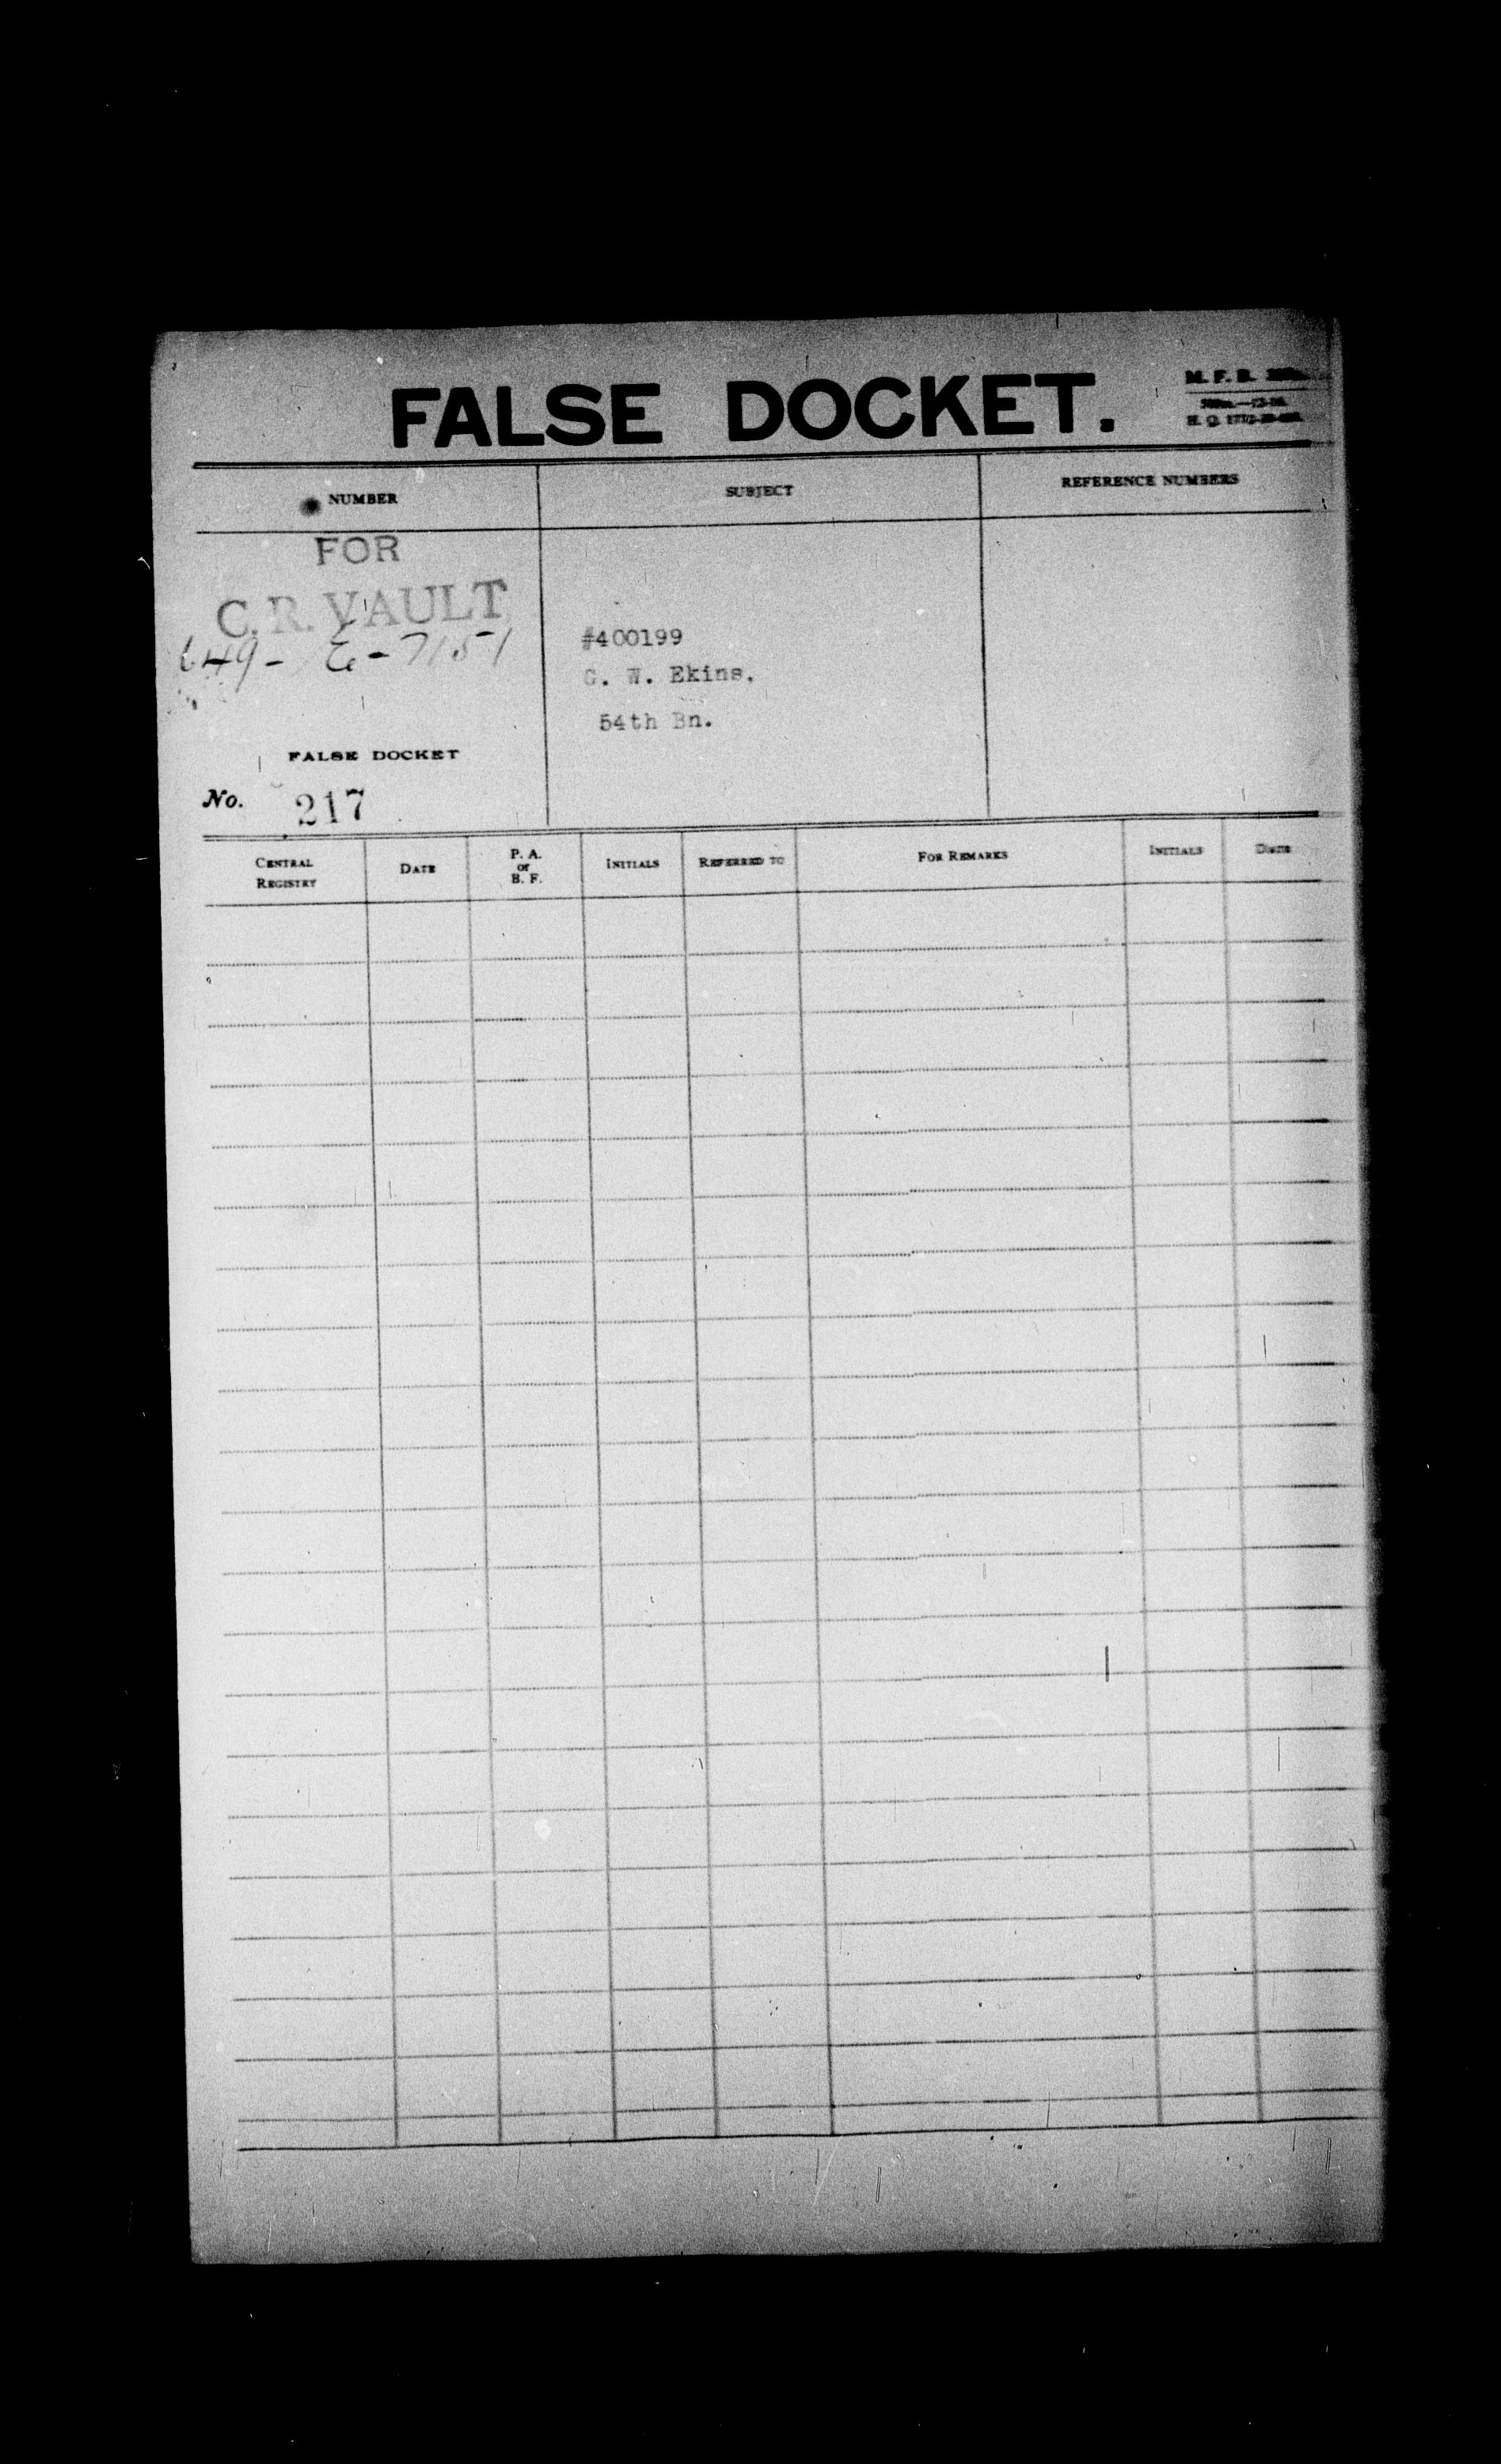 FALSE DOCKET.
M. F. B.
H. Q.
NUMBER
SUBJECT
REFERENCE NUMBERS
FOR
C. R. VAULT
649- E-7151
#400199
G. W. Ekins,
54th Bn.
FALSE DOCKET
No. 217
CENTRAL REGISTRY
DATE
P. A. or B. F.
INITIALS
REFERRED TO
FOR REMARKS
INITIALS
DATE